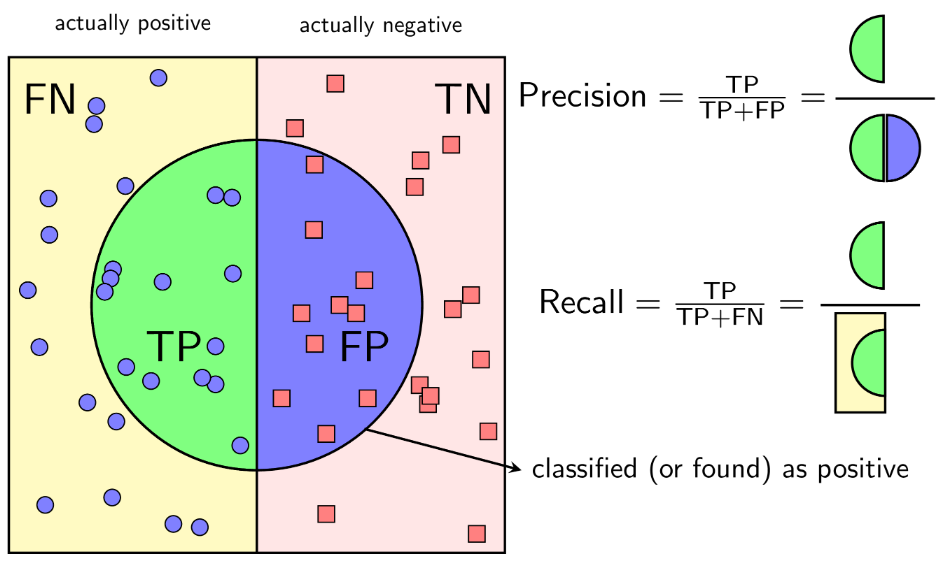 actually positive
actually negative
FN
TN
TP
FP
Precision = TP / TP+FP =
Recall = TP / TP+FN =
classified (or found) as positive